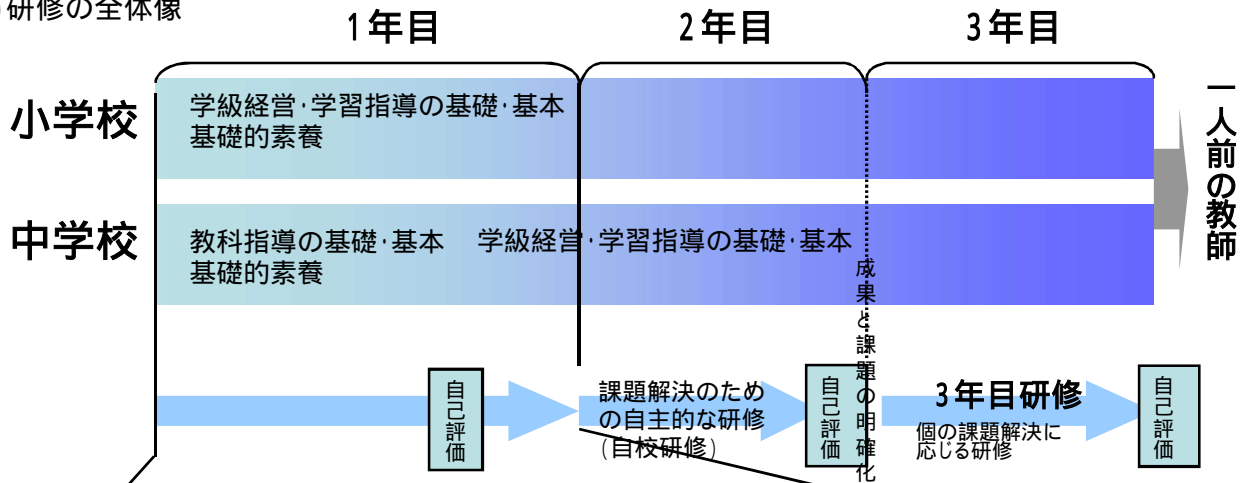 研修の全体像
1年目
2年目
3年目
小学校
学級経営・学習指導の基礎・基本
基礎的素養
中学校
教科指導の基礎・基本
学級経営・学習指導の基礎・基本
基礎的素養
一人前の教師
成果と課題の明確化
自己評価
課題解決のため
の自主的な研修
(自校研修)
自己評価
3年目研修
個の課題解決に
応じる研修
自己評価